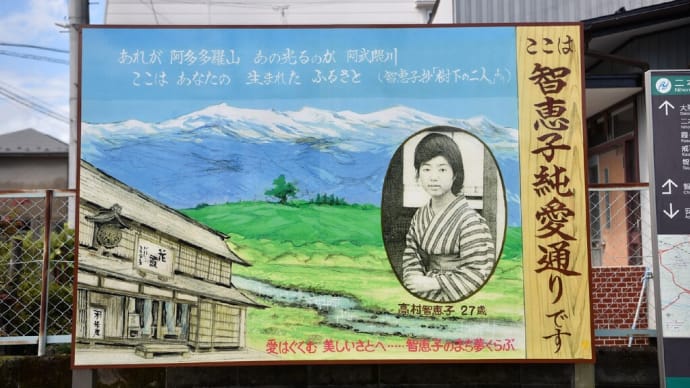 あれが 阿多多羅山 あの光るのが 阿武隈川
ここは あなたの 生まれた ふるさと (智恵子抄「樹下の二人」より)
ここは智恵子純愛通りです
花霞
高村智恵子 27歳
愛はぐくむ 美しいさとへ……智恵子のまち夢くらぶ